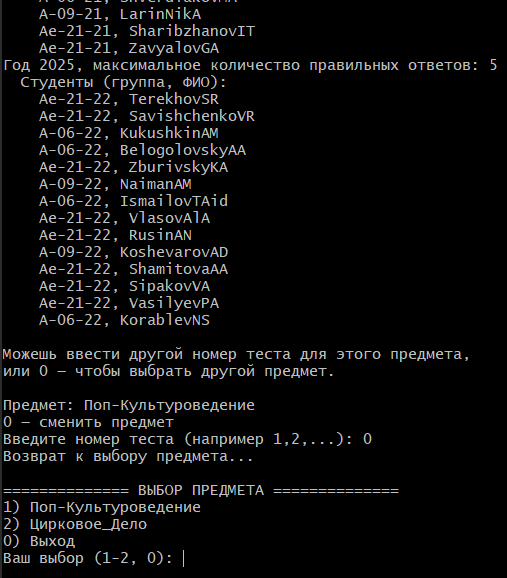 A-09-21, LarinNikA
Ae-21-21, SharibzhanovIT
Ae-21-21, ZavyalovGA
Год 2025, максимальное количество правильных ответов: 5
Студенты (группа, ФИО):
Ae-21-22, TerekhovSR
Ae-21-22, SavishchenkoVR
A-06-22, KukushkinAM
A-06-22, BelogolovskyAA
Ae-21-22, ZburivskyKA
A-09-22, NaimanAM
A-06-22, IsmailovTAid
Ae-21-22, VlasovAlA
Ae-21-22, RusinAN
A-09-22, KoshevarovAD
Ae-21-22, ShamitovaAA
Ae-21-22, SipakovVA
Ae-21-22, VasilyevPA
A-06-22, KorablevNS
Можешь ввести другой номер теста для этого предмета,
или 0 — чтобы выбрать другой предмет.
Предмет: Поп-Культуроведение
0 — сменить предмет
Введите номер теста (например 1,2,...): 0
Возврат к выбору предмета...
============== ВЫБОР ПРЕДМЕТА ==============
1) Поп-Культуроведение
2) Цирковое_Дело
0) Выход
Ваш выбор (1-2, 0):